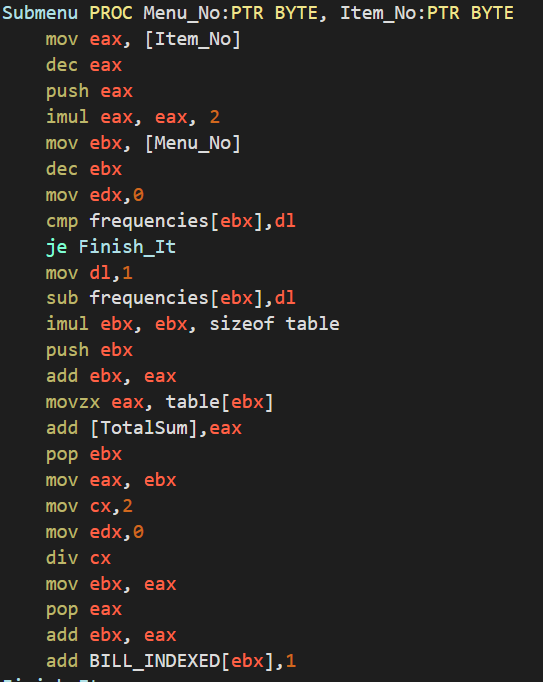 Submenu PROC Menu_No:PTR BYTE, Item_No:PTR BYTE
mov eax, [Item_No]
dec eax
push eax
imul eax, eax, 2
mov ebx, [Menu_No]
dec ebx
mov edx,0
cmp frequencies[ebx],dl
je Finish_It
mov dl,1
sub frequencies[ebx],dl
imul ebx, ebx, sizeof table
push ebx
add ebx, eax
movzx eax, table[ebx]
add [TotalSum],eax
pop ebx
mov eax, ebx
mov cx,2
mov edx,0
div cx
mov ebx, eax
pop eax
add ebx, eax
add BILL_INDEXED[ebx],1